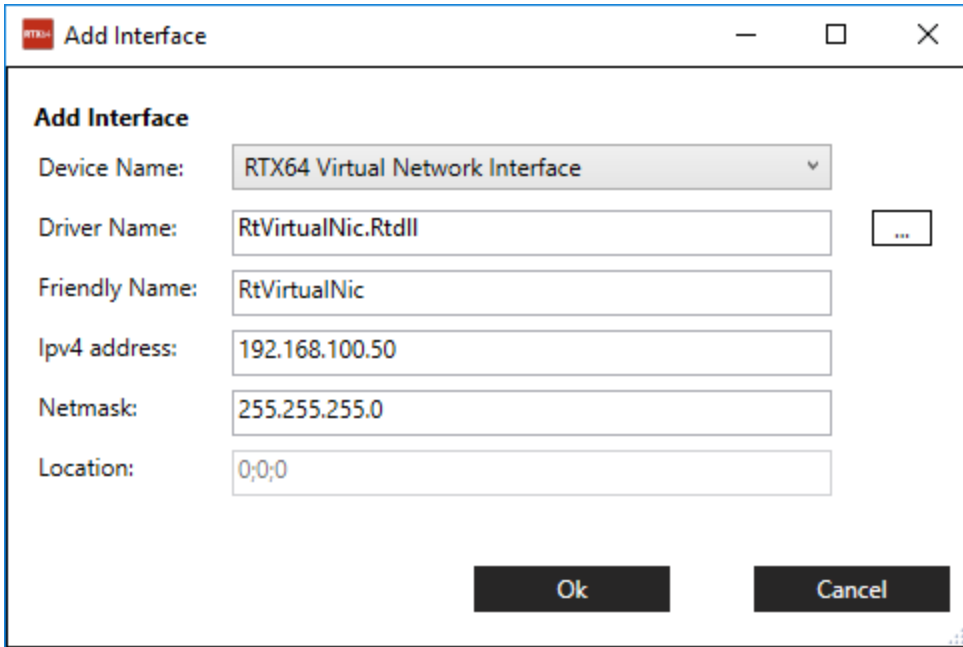 RTX64 Add Interface
Add Interface
Device Name: RTX64 Virtual Network Interface
Driver Name: RtVirtualNic.Rtdll ...
Friendly Name: RtVirtualNic
Ipv4 address: 192.168.100.50
Netmask: 255.255.255.0
Location: 0;0;0
Ok Cancel